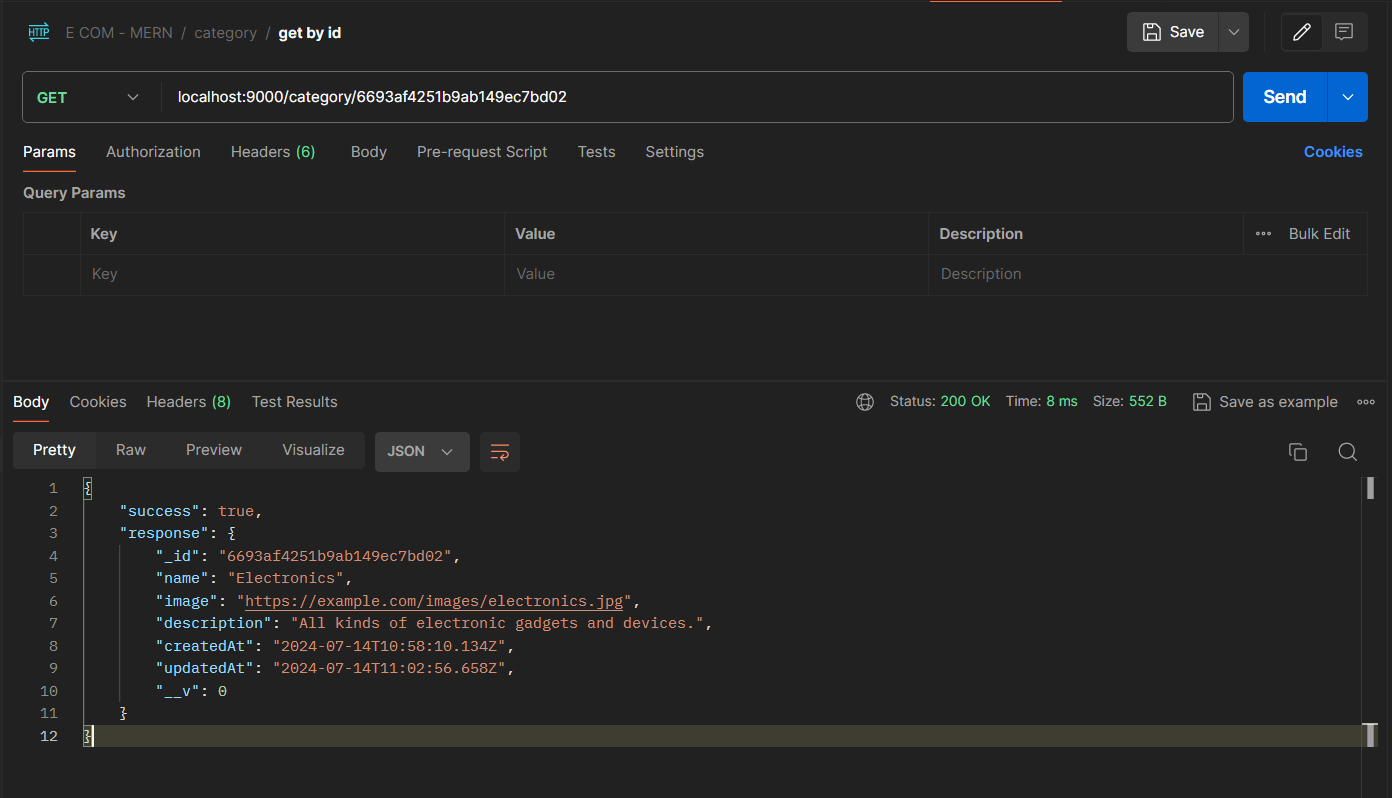 HTTP E COM - MERN / category / get by id Save
GET localhost:9000/category/6693af4251b9ab149ec7bd02 Send
Params Authorization Headers (6) Body Pre-request Script Tests Settings Cookies
Query Params
Key Value Description ••• Bulk Edit
Key Value Description
Body Cookies Headers (8) Test Results Status: 200 OK Time: 8 ms Size: 552 B Save as example •••
Pretty Raw Preview Visualize JSON
1 {
2 "success": true,
3 "response": {
4 "_id": "6693af4251b9ab149ec7bd02",
5 "name": "Electronics",
6 "image": "https://example.com/images/electronics.jpg",
7 "description": "All kinds of electronic gadgets and devices.",
8 "createdAt": "2024-07-14T10:58:10.134Z",
9 "updatedAt": "2024-07-14T11:02:56.658Z",
10 "__v": 0
11 }
12 }